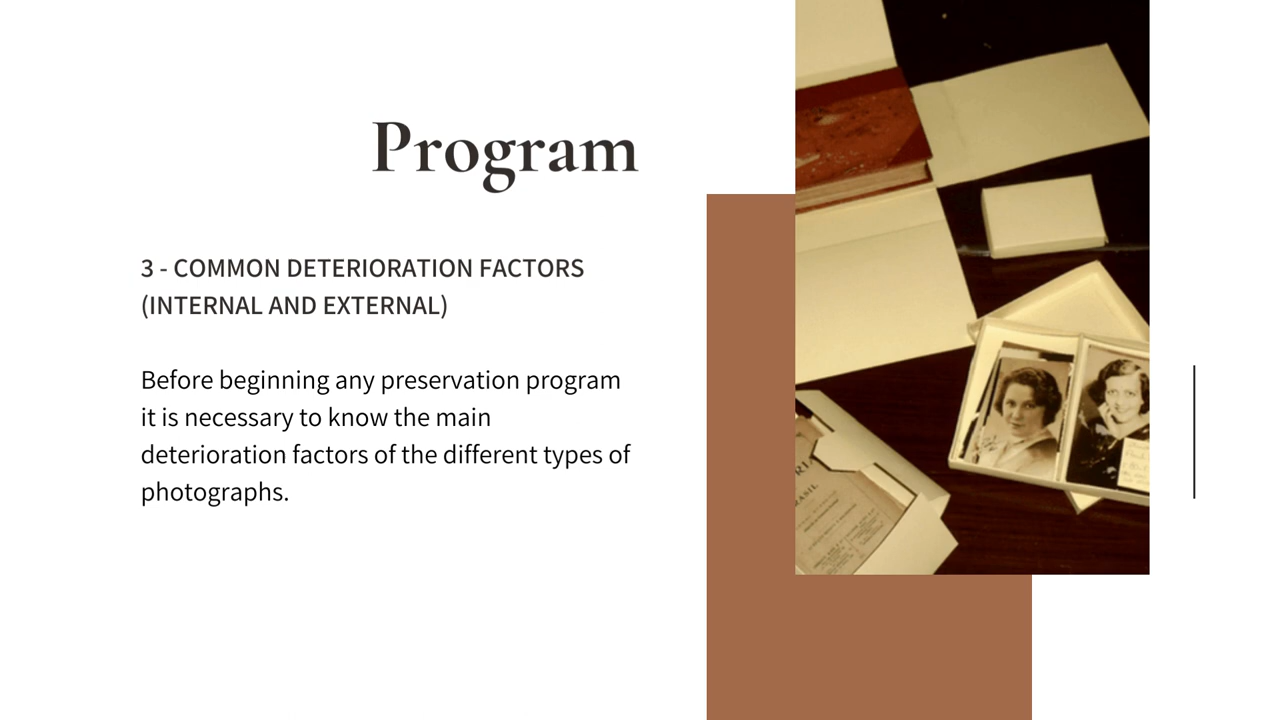 Program
3 - COMMON DETERIORATION FACTORS
(INTERNAL AND EXTERNAL)
Before beginning any preservation program
it is necessary to know the main
deterioration factors of the different types of
photographs.